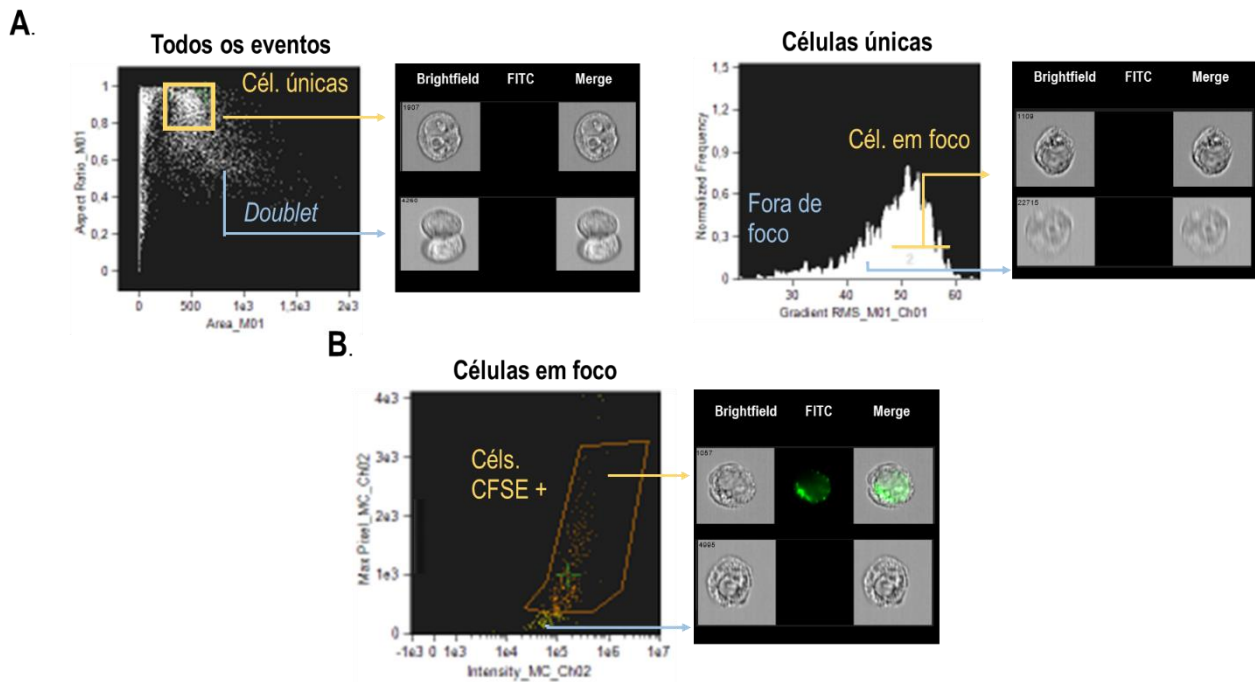 A.
Todos os eventos
Cél. únicas
Doublet
Aspect Ratio_M01
1
0,8
0,6
0,4
0,2
0
0 500 1e3 1,5e3 2e3
Area_M01
Brightfield FITC Merge
1907
4260
Células únicas
1,5
1,2
0,9
0,6
0,3
0
Normalized Frequency
Cél. em foco
Fora de
foco
2
30 40 50 60
Gradient RMS_M01_Ch01
Brightfield FITC Merge
1109
22715
B.
Células em foco
4e3
3e3
2e3
1e3
0
Max Pixel_MC_Ch02
Céls.
CFSE +
-1e3 0 1e3 1e4 1e5 1e6 1e7
Intensity_MC_Ch02
Brightfield FITC Merge
1057
4995